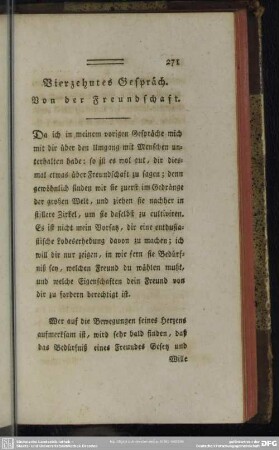 271
Vierzehntes Gespräch.
Von der Freundschaft.
Da ich in meinem vorigen Gespräche mich
mit dir über den Umgang mit Menschen un-
terhalten habe; so ist es wol gut, dir dies-
mal etwas über Freundschaft zu sagen; denn
gewöhnlich finden wir sie zuerst im Gedränge
der großen Welt, und ziehen sie nachher in
stillere Zirkel, um sie daselbst zu cultiviren.
Es ist nicht mein Vorsatz, dir eine enthusia-
stische Lobeserhebung davon zu machen; ich
will dir nur zeigen, in wie fern sie Bedürf-
niß sey, welchen Freund du wählen mußt,
und welche Eigenschaften dein Freund von
dir zu fordern berechtigt ist.
Wer auf die Bewegungen seines Herzens
aufmerksam ist, wird sehr bald finden, daß
das Bedürfniß eines Freundes Gesetz und
Wille